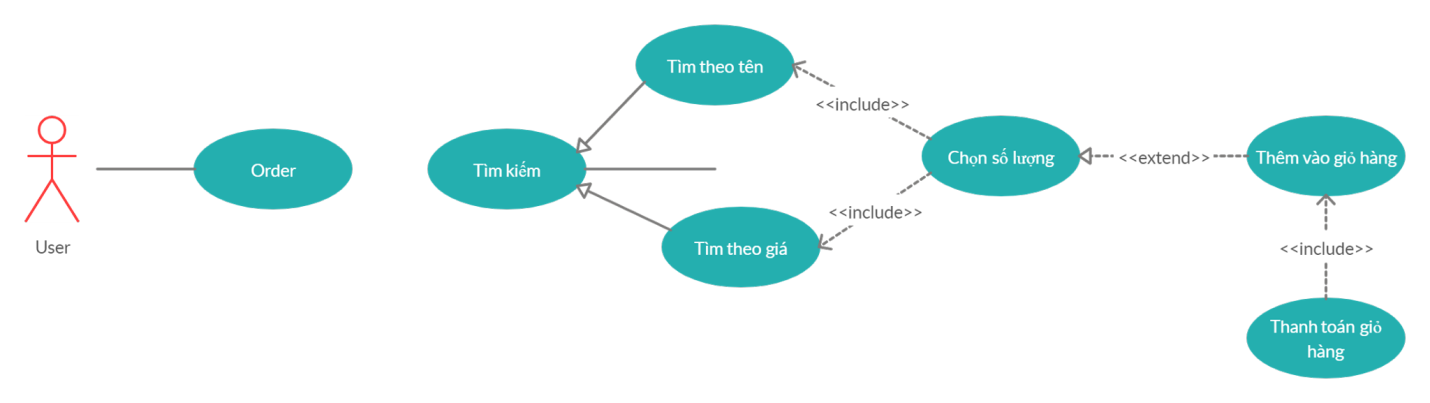 User
Order
Tìm kiếm
Tìm theo tên
Tìm theo giá
<<include>>
<<include>>
Chọn số lượng
<<extend>>
Thêm vào giỏ hàng
<<include>>
Thanh toán giỏ
hàng